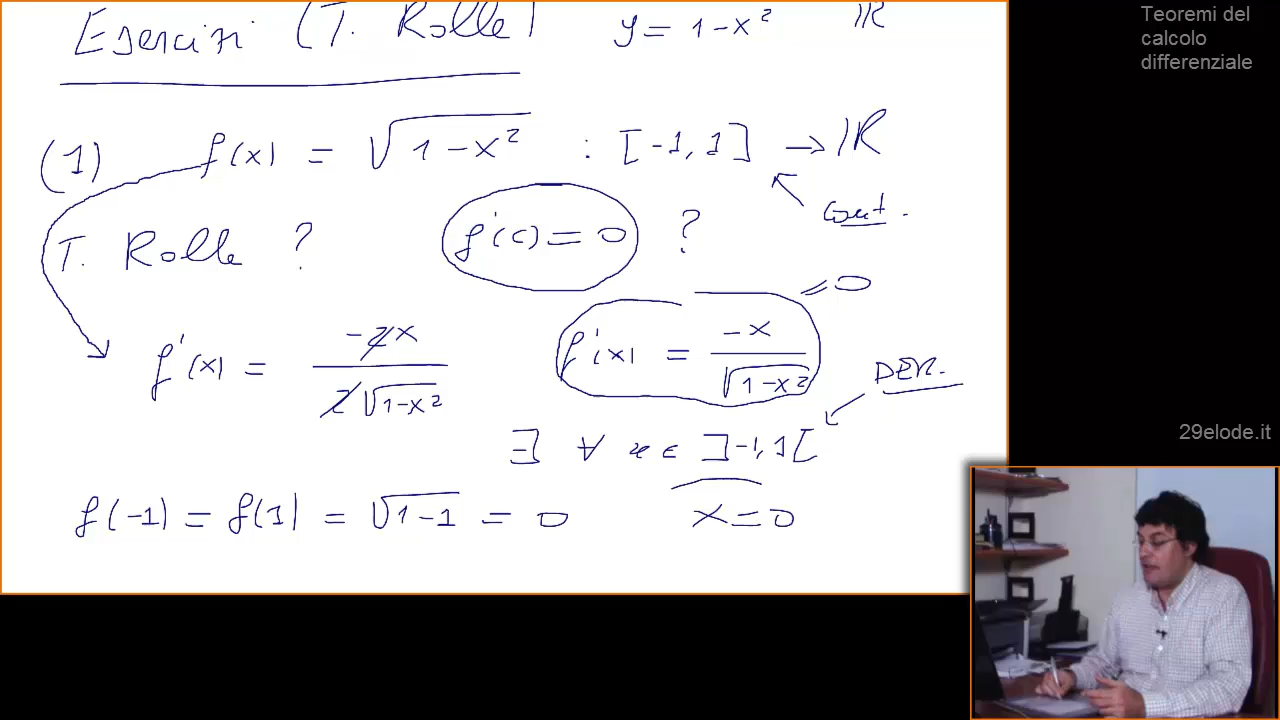 Esercizi (T. Rolle)
y = 1-x² ℝ
(1) f(x) = √(1-x²) : [-1,1] → ℝ
cont.
T. Rolle ? f'(c) = 0 ?
= 0
f'(x) = -2x / 2√(1-x²) f'(x) = -x / √(1-x²)
DER.
∃ ∀ x ∈ ]-1,1[
f(-1) = f(1) = √(1-1) = 0 x = 0
Teoremi del
calcolo
differenziale
29elode.it